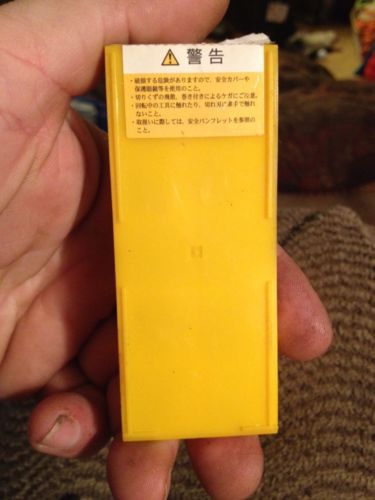 ⚠ 警告
・破損する危険がありますので、安全カバーや
保護眼鏡等を使用のこと。
・切りくずの飛散、巻き付きによるケガにご注意。
・回転中の工具に触れたり、切れ刃に素手で触れ
ないこと。
・取扱いに際しては、安全パンフレットを参照の
こと。